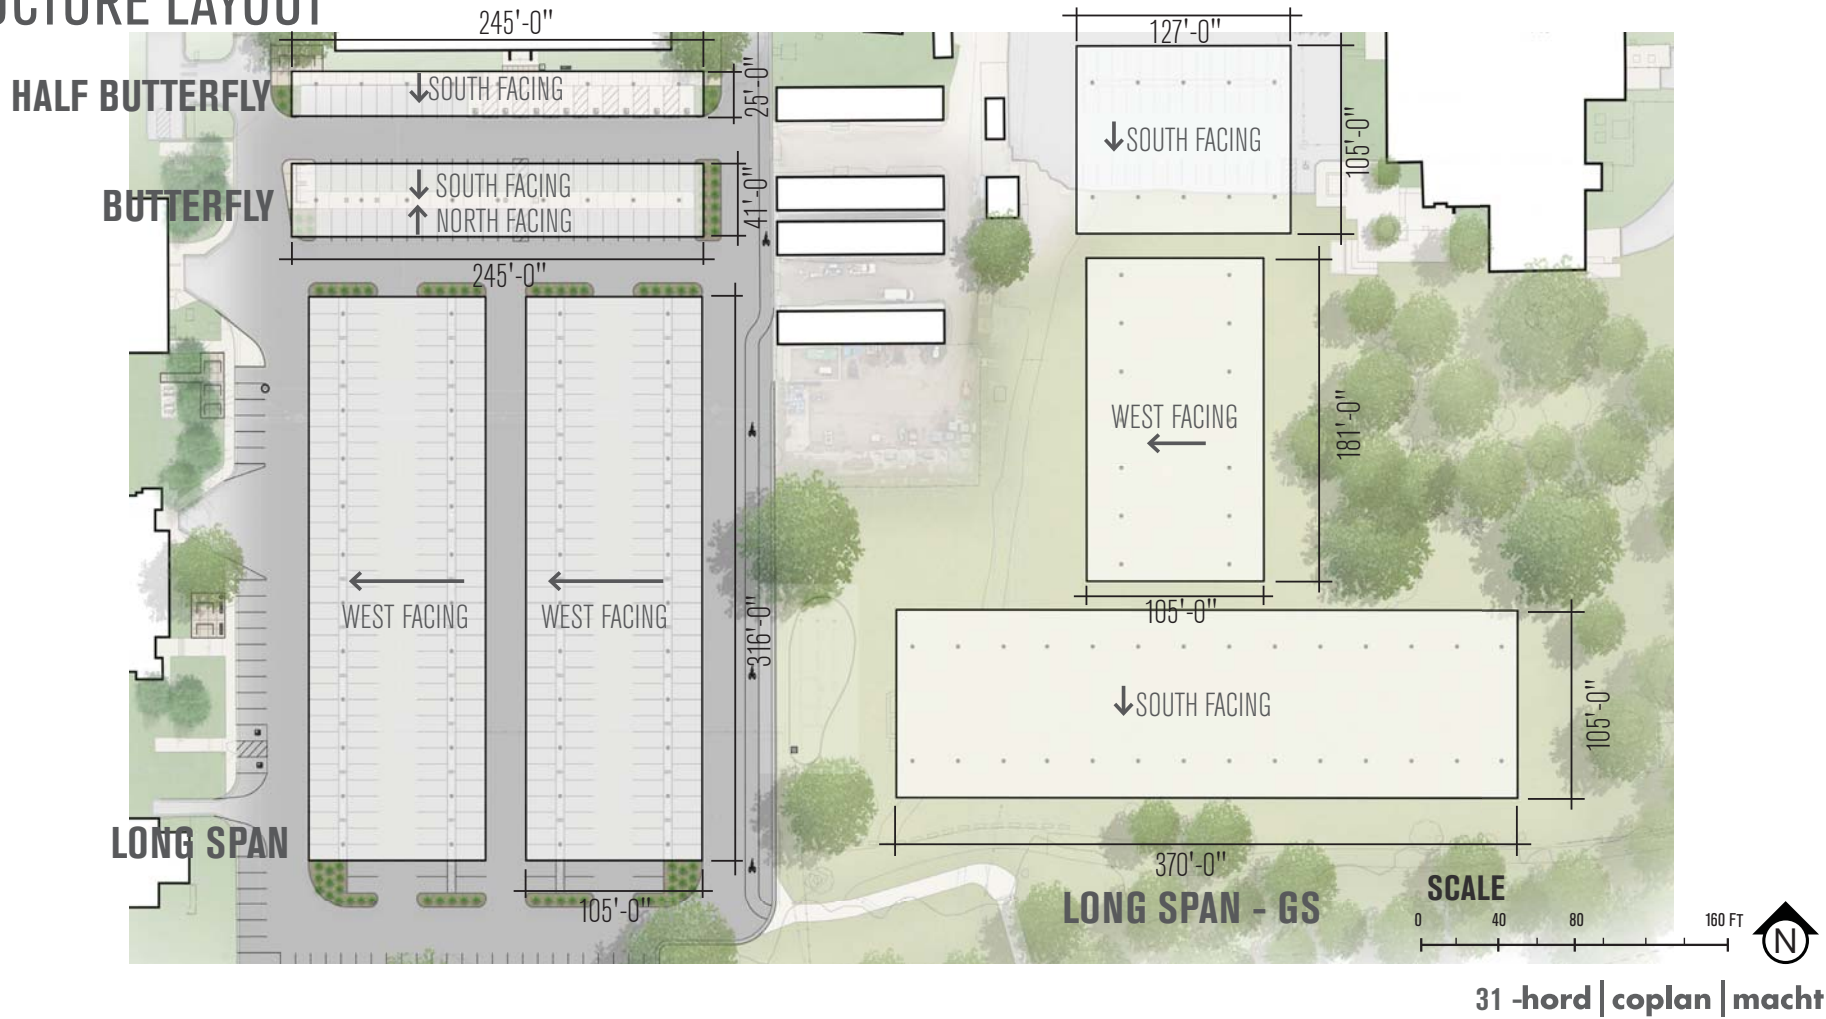 245'-0"
127'-0"
HALF BUTTERFLY
SOUTH FACING
25'-0"
SOUTH FACING
105'-0"
BUTTERFLY
SOUTH FACING
NORTH FACING
41'-0"
245'-0"
WEST FACING
181'-0"
WEST FACING
WEST FACING
316'-0"
105'-0"
SOUTH FACING
105'-0"
LONG SPAN
105'-0"
370'-0"
LONG SPAN - GS
SCALE
0 40 80 160 FT
N
31 -hord|coplan|macht